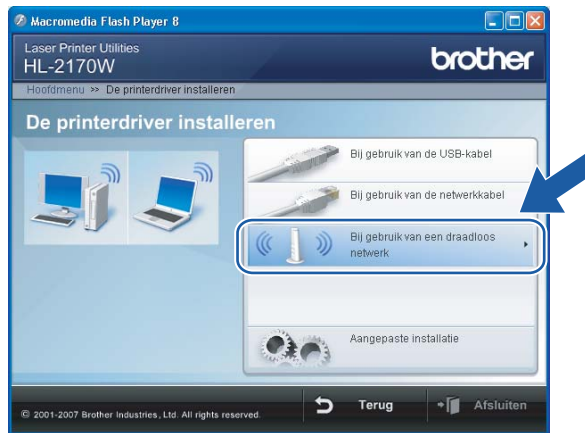 Macromedia Flash Player 8
Laser Printer Utilities
HL-2170W
brother
Hoofdmenu >> De printerdriver installeren
De printerdriver installeren
Bij gebruik van de USB-kabel
Bij gebruik van de netwerkkabel
Bij gebruik van een draadloos
netwerk
Aangepaste installatie
© 2001-2007 Brother Industries, Ltd. All rights reserved.
Terug
Afsluiten